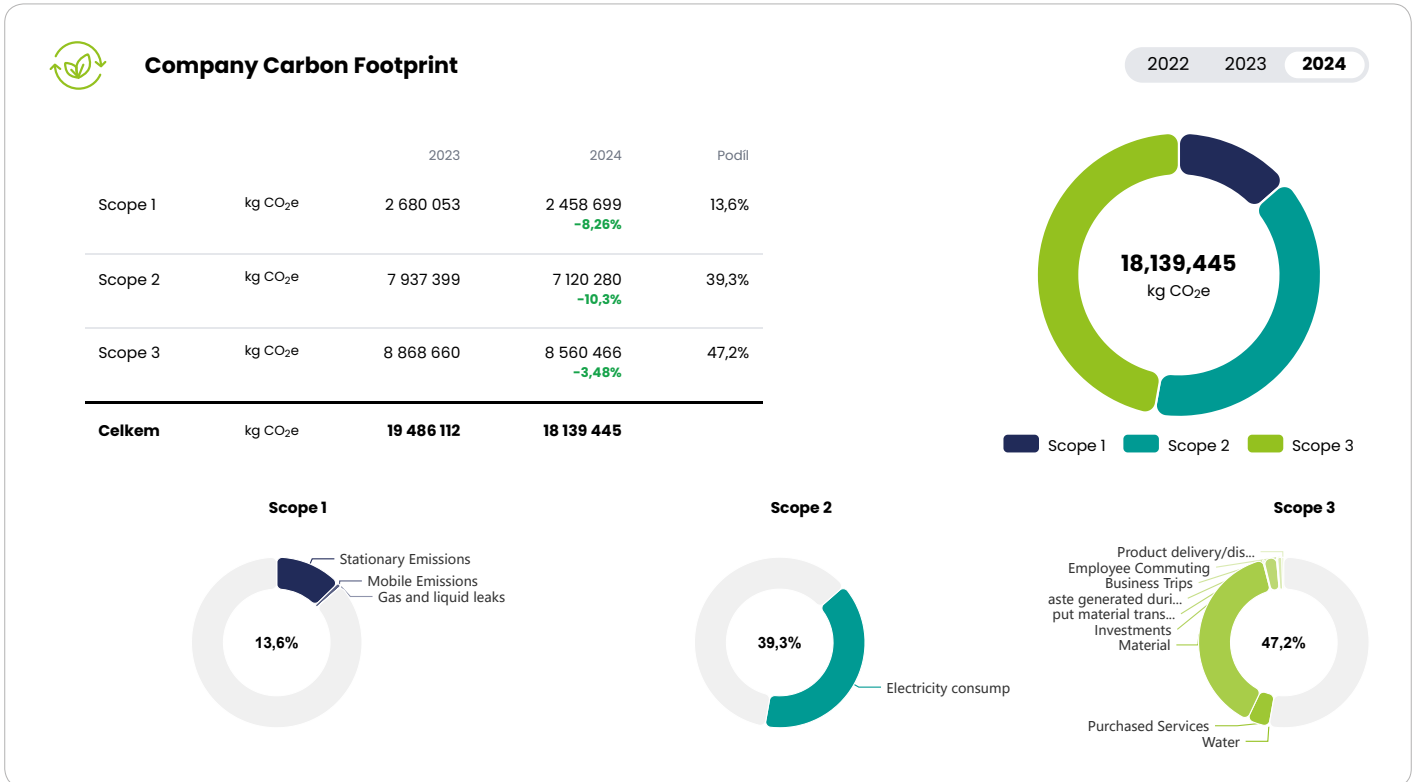 Company Carbon Footprint
2022 2023 2024
2023 2024 Podíl
Scope 1 kg CO₂e 2 680 053 2 458 699 13,6%
-8,26%
Scope 2 kg CO₂e 7 937 399 7 120 280 39,3%
-10,3%
Scope 3 kg CO₂e 8 868 660 8 560 466 47,2%
-3,48%
Celkem kg CO₂e 19 486 112 18 139 445
18,139,445
kg CO₂e
Scope 1 Scope 2 Scope 3
Scope 1
Stationary Emissions
Mobile Emissions
Gas and liquid leaks
13,6%
Scope 2
39,3%
Electricity consump
Scope 3
Product delivery/dis...
Employee Commuting
Business Trips
aste generated duri...
put material trans...
Investments
Material
47,2%
Purchased Services
Water